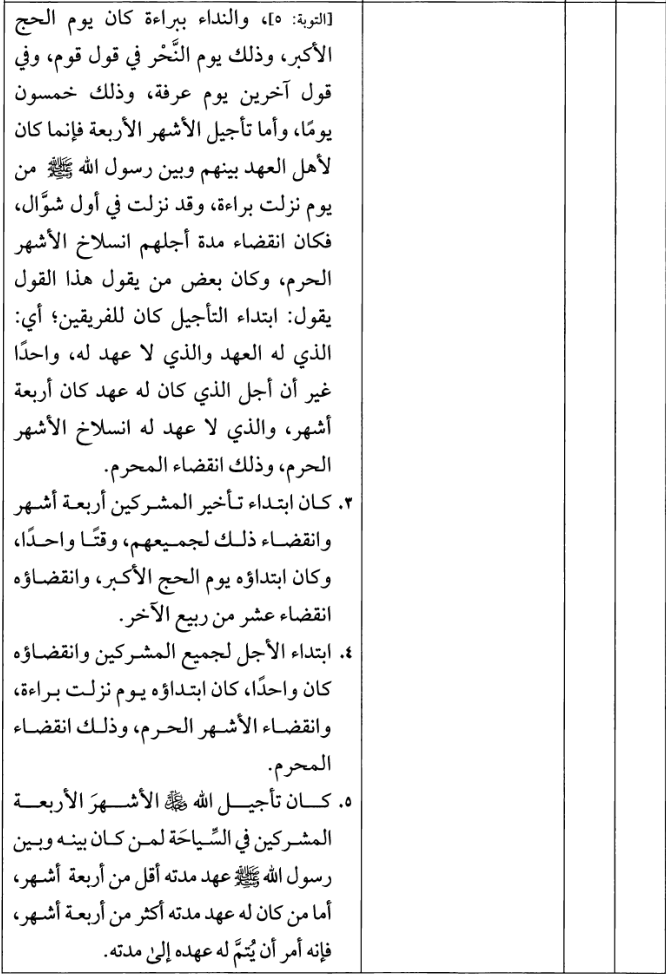 [التوبة: ٥]، والنداء ببراءة كان يوم الحج
الأكبر، وذلك يوم النَّحْر في قول قوم، وفي
قول آخرين يوم عرفة، وذلك خمسون
يومًا، وأما تأجيل الأشهر الأربعة فإنما كان
لأهل العهد بينهم وبين رسول الله ﷺ من
يوم نزلت براءة، وقد نزلت في أول شوَّال،
فكان انقضاء مدة أجلهم انسلاخ الأشهر
الحرم، وكان بعض من يقول هذا القول
يقول: ابتداء التأجيل كان للفريقين؛ أي:
الذي له العهد والذي لا عهد له، واحدًا
غير أن أجل الذي كان له عهد كان أربعة
أشهر، والذي لا عهد له انسلاخ الأشهر
الحرم، وذلك انقضاء المحرم.
٣. كان ابتداء تأخير المشركين أربعة أشهر
وانقضاء ذلك لجميعهم، وقتًا واحدًا،
وكان ابتداؤه يوم الحج الأكبر، وانقضاؤه
انقضاء عشر من ربيع الآخر.
٤. ابتداء الأجل لجميع المشركين وانقضاؤه
كان واحدًا، كان ابتداؤه يوم نزلت براءة،
وانقضاء الأشهر الحرم، وذلك انقضاء
المحرم.
٥. كان تأجيل الله ﷻ الأشهرَ الأربعة
المشركين في السِّياحَة لمن كان بينه وبين
رسول الله ﷺ عهد مدته أقل من أربعة أشهر،
أما من كان له عهد مدته أكثر من أربعة أشهر،
فإنه أمر أن يُتمَّ له عهده إلىٰ مدته.